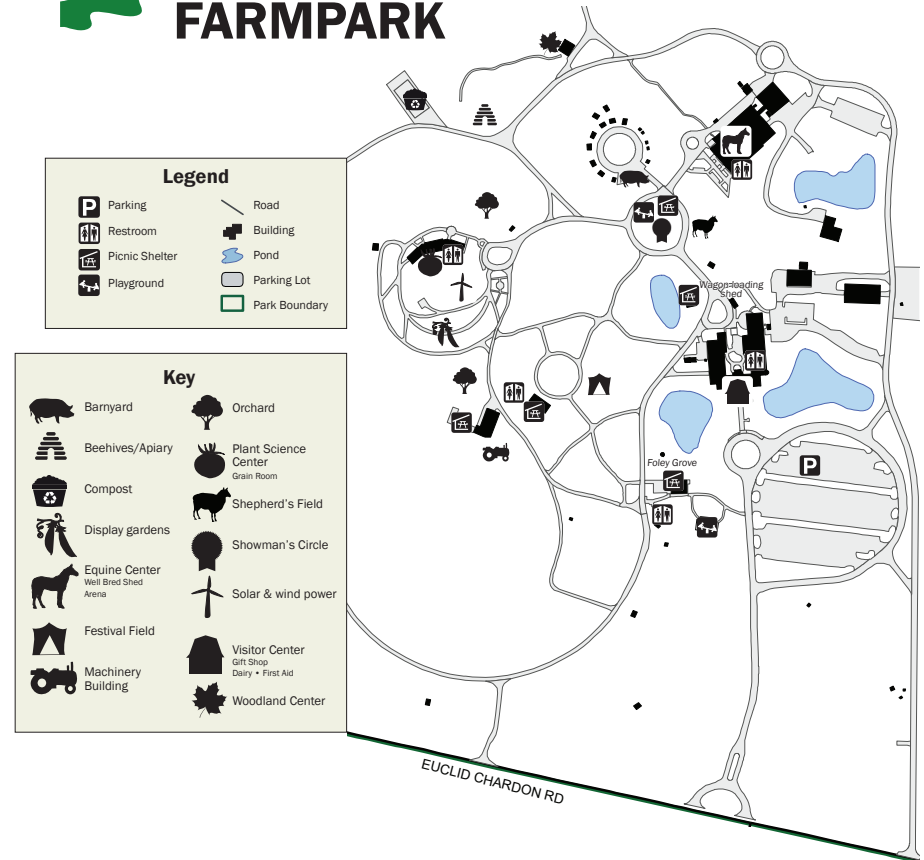 FARMPARK
Legend
P
Parking
Restroom
Picnic Shelter
Playground
Road
Building
Pond
Parking Lot
Park Boundary
Key
Barnyard
Beehives/Apiary
Compost
Display gardens
Equine Center
Well Bred Shed
Arena
Festival Field
Machinery
Building
Orchard
Plant Science
Center
Grain Room
Shepherd's Field
Showman's Circle
Solar & wind power
Visitor Center
Gift Shop
Dairy • First Aid
Woodland Center
Wagon loading
shed
Foley Grove
P
EUCLID CHARDON RD